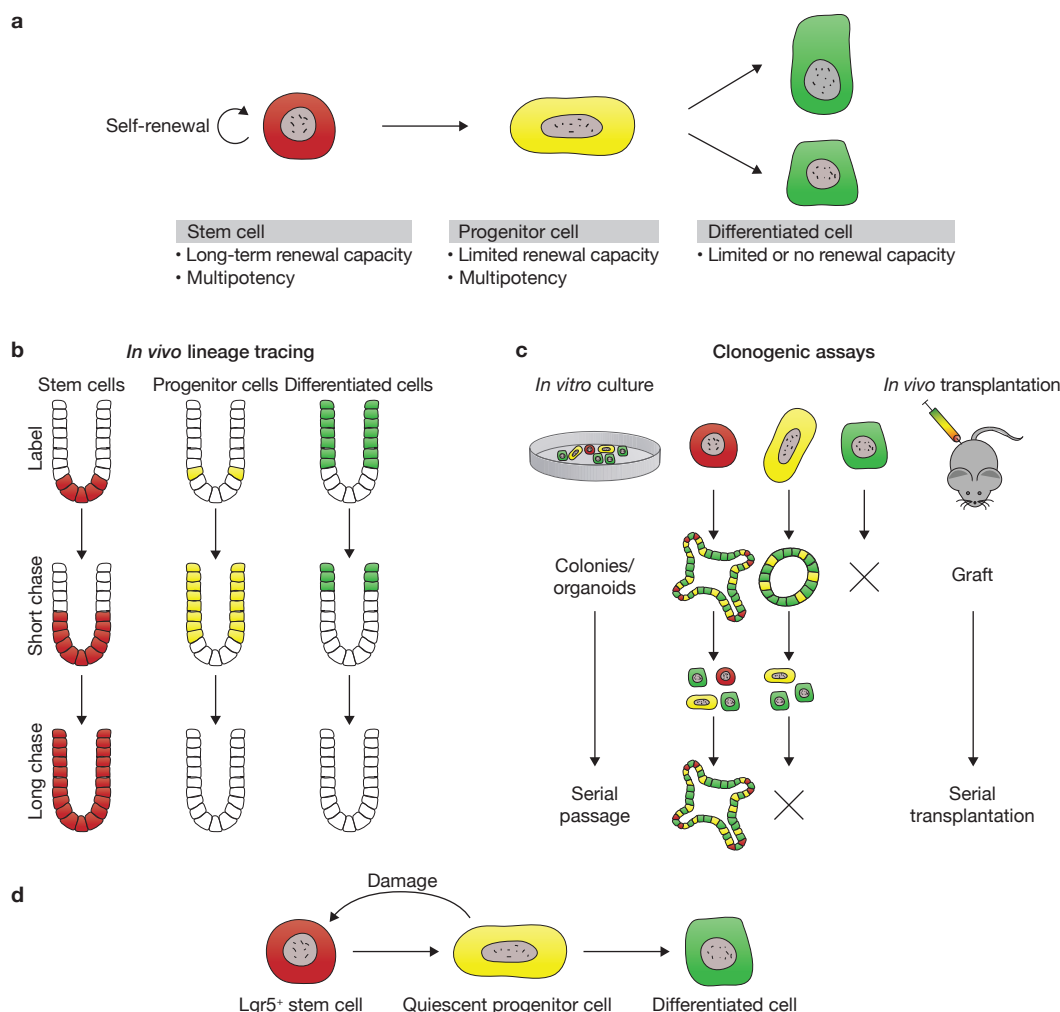 a
Self-renewal
Stem cell
• Long-term renewal capacity
• Multipotency
Progenitor cell
• Limited renewal capacity
• Multipotency
Differentiated cell
• Limited or no renewal capacity
b
In vivo lineage tracing
Stem cells
Progenitor cells
Differentiated cells
Label
Short chase
Long chase
c
Clonogenic assays
In vitro culture
In vivo transplantation
Colonies/
organoids
Graft
Serial
passage
Serial
transplantation
d
Damage
Lgr5+ stem cell
Quiescent progenitor cell
Differentiated cell